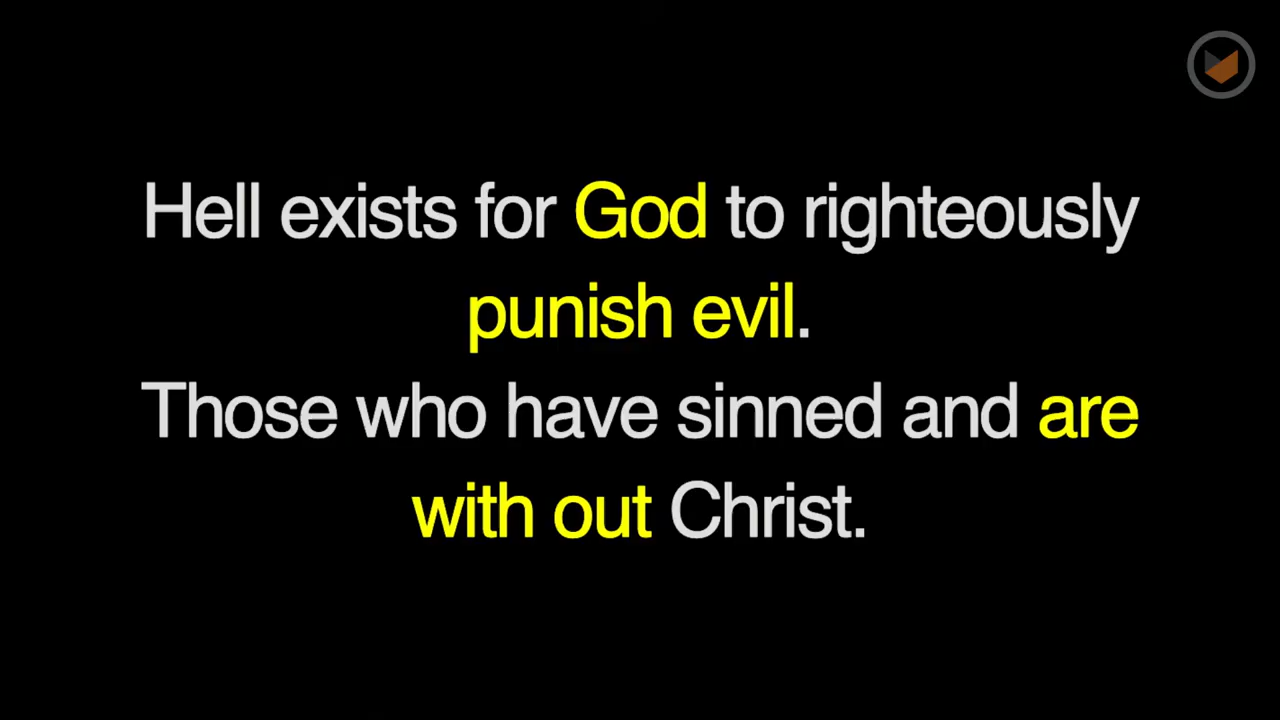 Hell exists for God to righteously
punish evil.
Those who have sinned and are
with out Christ.